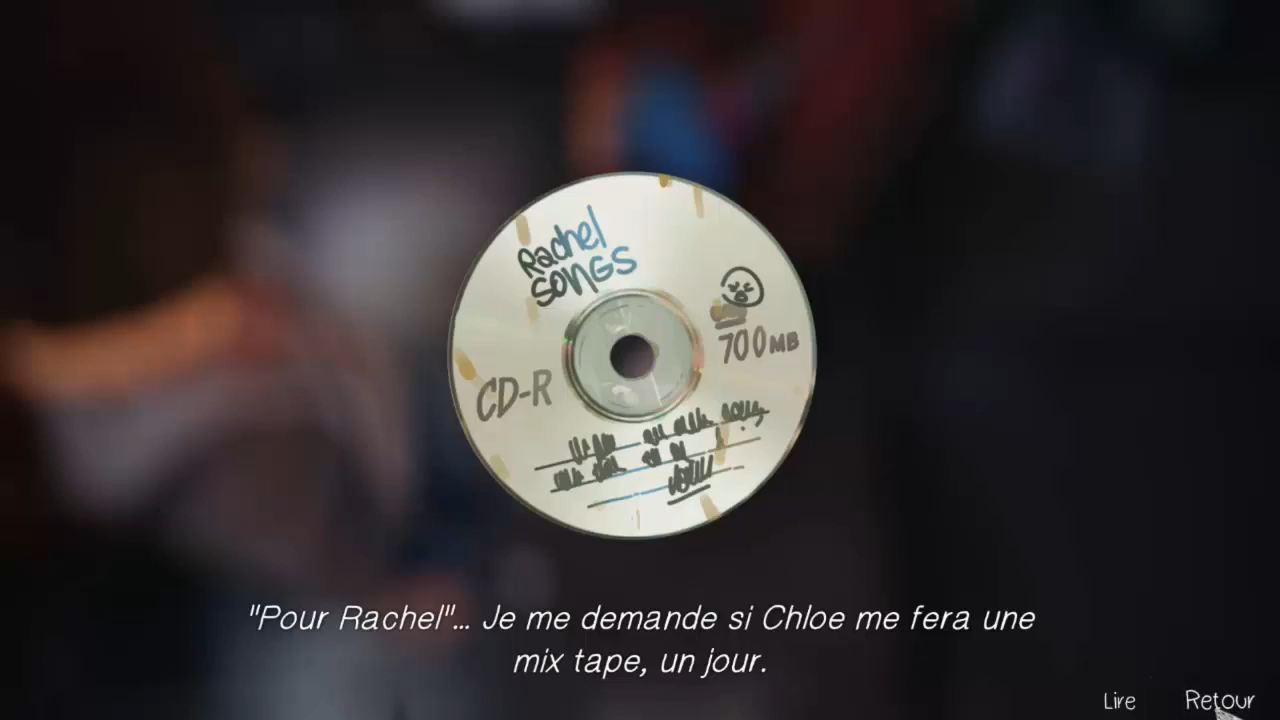 Rachel
SONGS
700MB
CD-R
"Pour Rachel"... Je me demande si Chloe me fera une
mix tape, un jour.
Lire
Retour